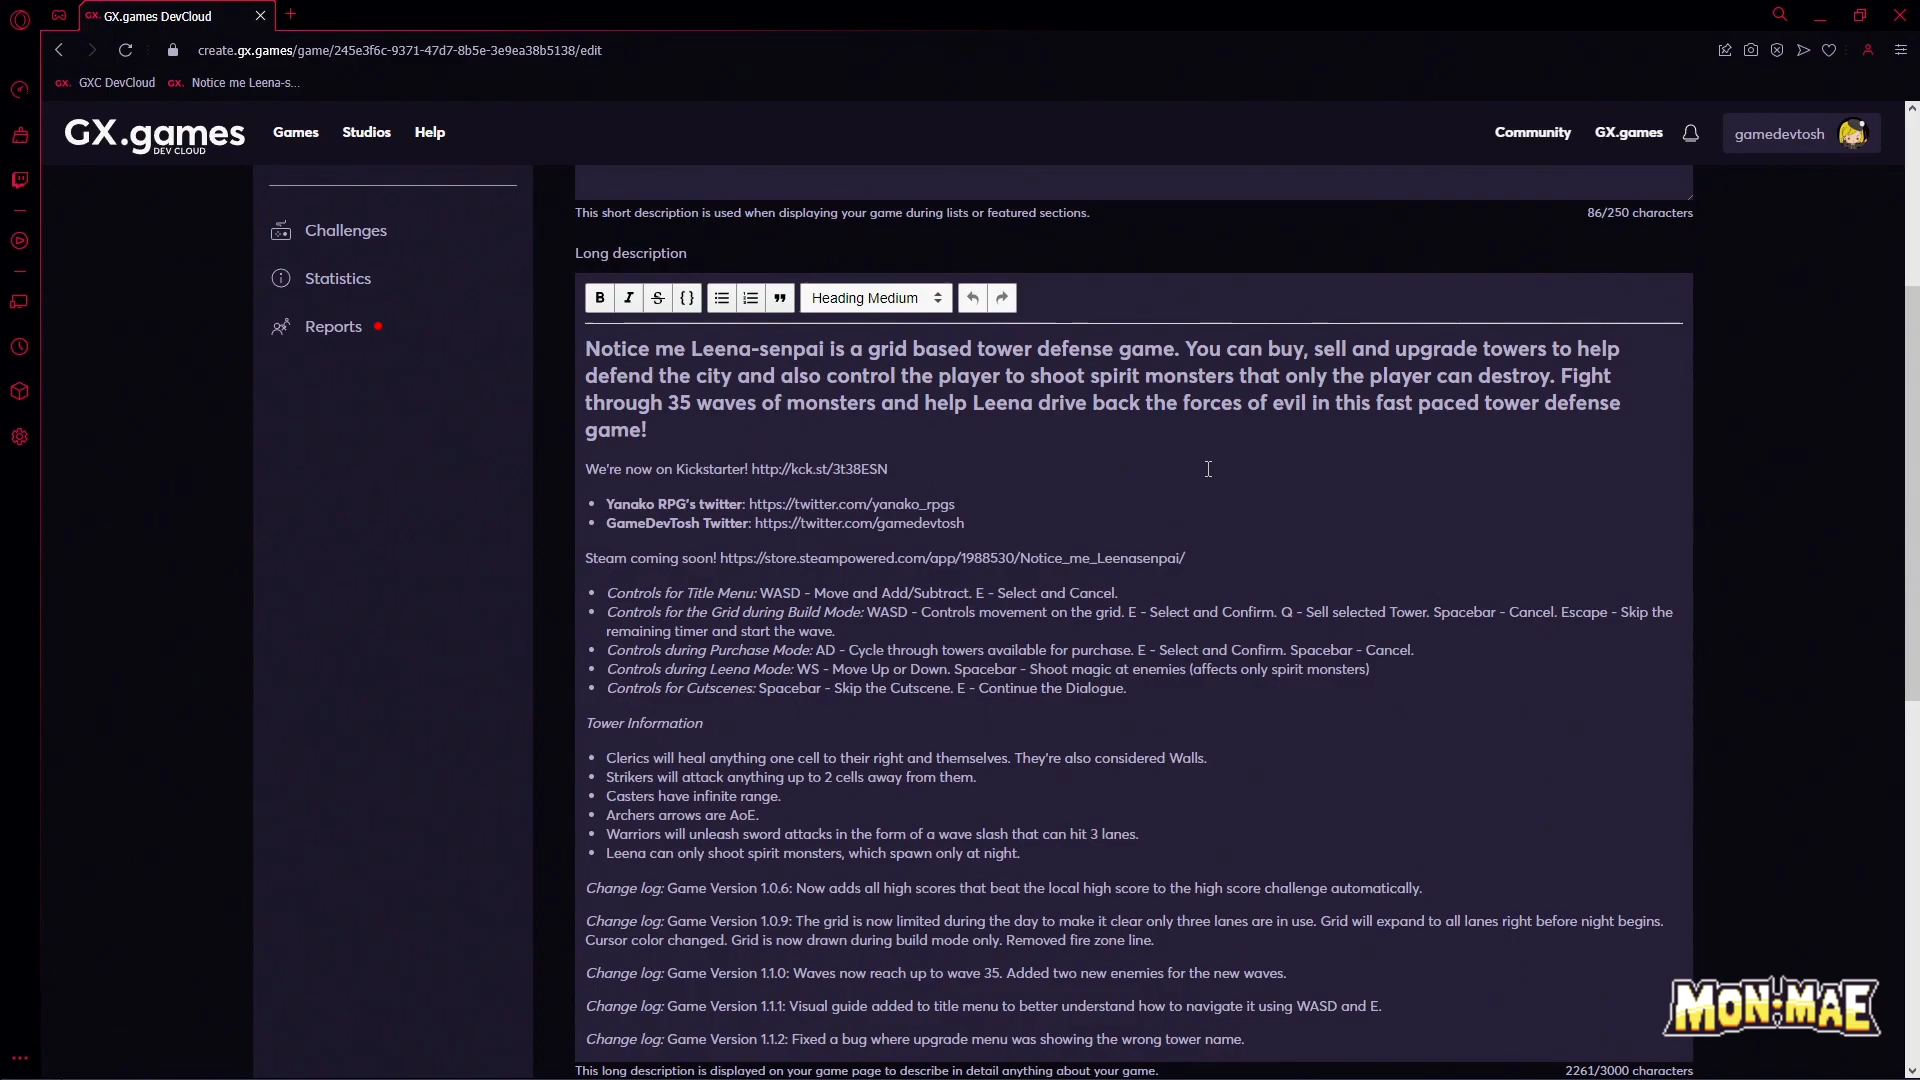 GX. GX.games DevCloud
create.gx.games/game/245e3f6c-9371-47d7-8b5e-3e9ea38b5138/edit
GX. GXC DevCloud GX. Notice me Leena-s...
GX.games
DEV CLOUD
Games Studios Help
Community GX.games gamedevtosh
Challenges
Statistics
Reports
This short description is used when displaying your game during lists or featured sections. 86/250 characters
Long description
B I S {} Heading Medium
Notice me Leena-senpai is a grid based tower defense game. You can buy, sell and upgrade towers to help
defend the city and also control the player to shoot spirit monsters that only the player can destroy. Fight
through 35 waves of monsters and help Leena drive back the forces of evil in this fast paced tower defense
game!
We're now on Kickstarter! http://kck.st/3t38ESN
• Yanako RPG's twitter: https://twitter.com/yanako_rpgs
• GameDevTosh Twitter: https://twitter.com/gamedevtosh
Steam coming soon! https://store.steampowered.com/app/1988530/Notice_me_Leenasenpai/
• Controls for Title Menu: WASD - Move and Add/Subtract. E - Select and Cancel.
• Controls for the Grid during Build Mode: WASD - Controls movement on the grid. E - Select and Confirm. Q - Sell selected Tower. Spacebar - Cancel. Escape - Skip the
remaining timer and start the wave.
• Controls during Purchase Mode: AD - Cycle through towers available for purchase. E - Select and Confirm. Spacebar - Cancel.
• Controls during Leena Mode: WS - Move Up or Down. Spacebar - Shoot magic at enemies (affects only spirit monsters)
• Controls for Cutscenes: Spacebar - Skip the Cutscene. E - Continue the Dialogue.
Tower Information
• Clerics will heal anything one cell to their right and themselves. They're also considered Walls.
• Strikers will attack anything up to 2 cells away from them.
• Casters have infinite range.
• Archers arrows are AoE.
• Warriors will unleash sword attacks in the form of a wave slash that can hit 3 lanes.
• Leena can only shoot spirit monsters, which spawn only at night.
Change log: Game Version 1.0.6: Now adds all high scores that beat the local high score to the high score challenge automatically.
Change log: Game Version 1.0.9: The grid is now limited during the day to make it clear only three lanes are in use. Grid will expand to all lanes right before night begins.
Cursor color changed. Grid is now drawn during build mode only. Removed fire zone line.
Change log: Game Version 1.1.0: Waves now reach up to wave 35. Added two new enemies for the new waves.
Change log: Game Version 1.1.1: Visual guide added to title menu to better understand how to navigate it using WASD and E.
Change log: Game Version 1.1.2: Fixed a bug where upgrade menu was showing the wrong tower name.
This long description is displayed on your game page to describe in detail anything about your game. 2261/3000 characters
MON:MAE